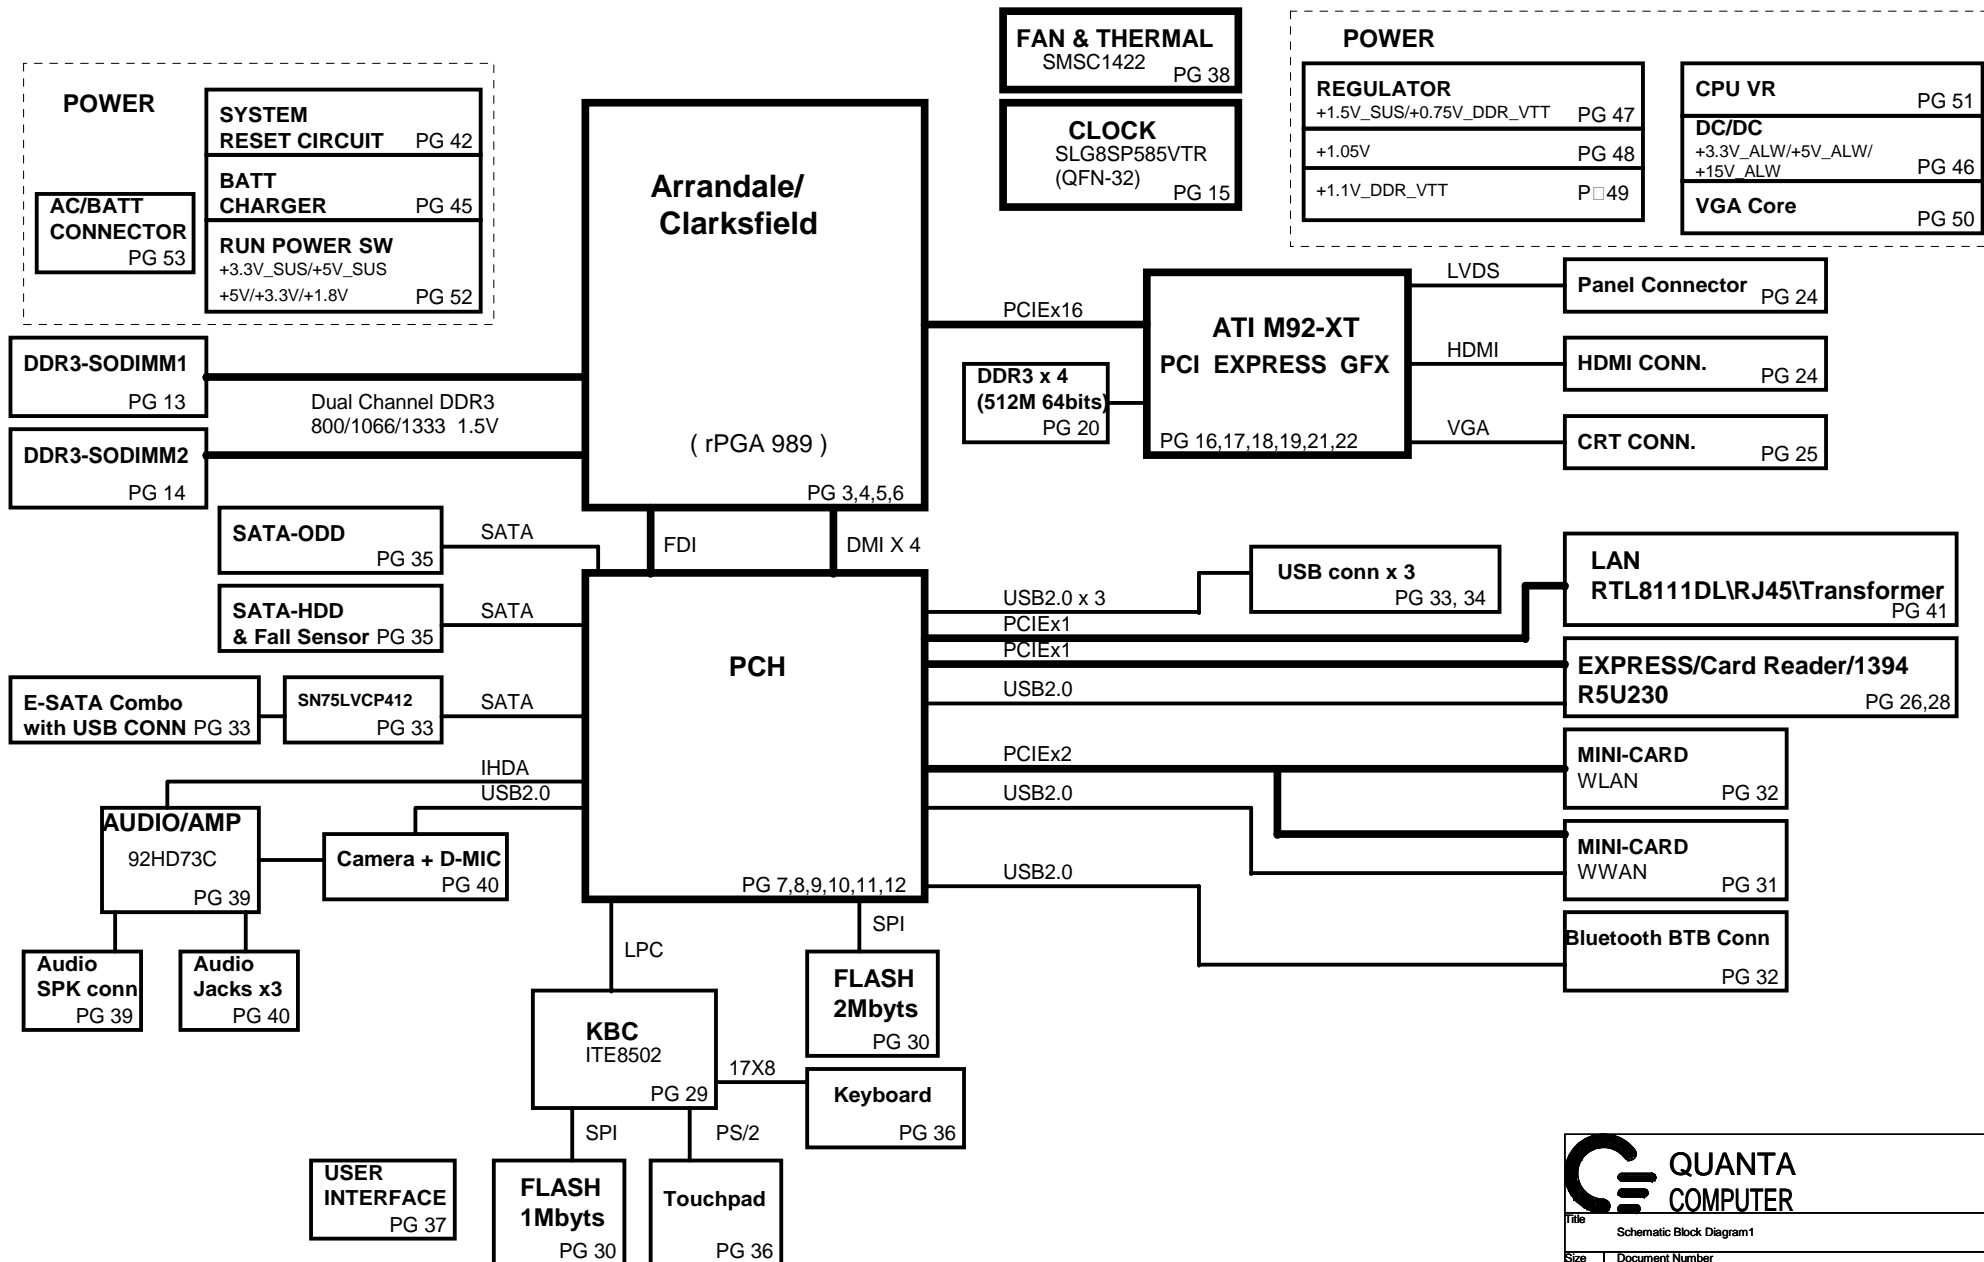 FAN & THERMAL
SMSC1422
PG 38
CLOCK
SLG8SP585VTR
(QFN-32)
PG 15
POWER
REGULATOR
+1.5V_SUS/+0.75V_DDR_VTT PG 47
+1.05V PG 48
+1.1V_DDR_VTT P□49
CPU VR
PG 51
DC/DC
+3.3V_ALW/+5V_ALW/
+15V_ALW PG 46
VGA Core
PG 50
POWER
SYSTEM
RESET CIRCUIT PG 42
BATT
CHARGER PG 45
RUN POWER SW
+3.3V_SUS/+5V_SUS
+5V/+3.3V/+1.8V PG 52
AC/BATT
CONNECTOR
PG 53
Arrandale/
Clarksfield
( rPGA 989 )
PG 3,4,5,6
DDR3-SODIMM1
PG 13
Dual Channel DDR3
800/1066/1333 1.5V
DDR3-SODIMM2
PG 14
PCIEx16
ATI M92-XT
PCI EXPRESS GFX
PG 16,17,18,19,21,22
DDR3 x 4
(512M 64bits)
PG 20
LVDS
Panel Connector
PG 24
HDMI
HDMI CONN.
PG 24
VGA
CRT CONN.
PG 25
SATA-ODD
PG 35
SATA
FDI
DMI X 4
SATA-HDD
& Fall Sensor PG 35
SATA
E-SATA Combo
with USB CONN PG 33
SN75LVCP412
PG 33
SATA
PCH
PG 7,8,9,10,11,12
USB2.0 x 3
USB conn x 3
PG 33, 34
PCIEx1
LAN
RTL8111DL\RJ45\Transformer
PG 41
PCIEx1
USB2.0
EXPRESS/Card Reader/1394
R5U230
PG 26,28
PCIEx2
MINI-CARD
WLAN
PG 32
USB2.0
MINI-CARD
WWAN
PG 31
USB2.0
Bluetooth BTB Conn
PG 32
IHDA
USB2.0
AUDIO/AMP
92HD73C
PG 39
Camera + D-MIC
PG 40
Audio
SPK conn
PG 39
Audio
Jacks x3
PG 40
LPC
SPI
FLASH
2Mbyts
PG 30
KBC
ITE8502
PG 29
17X8
Keyboard
PG 36
SPI
PS/2
USER
INTERFACE
PG 37
FLASH
1Mbyts
PG 30
Touchpad
PG 36
QUANTA
COMPUTER
Title
Schematic Block Diagram1
Size Document Number